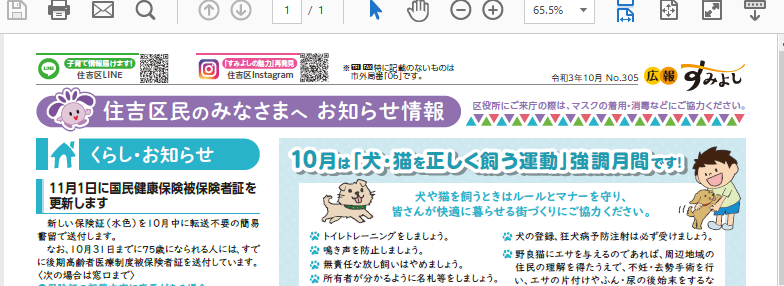 1 / 1
65.5%
LINE
子育て情報届けます!
住吉区LINE
「すみよしの魅力」再発見
住吉区Instagram
※TEL FAX特に記載のないものは
市外局番「06」です。
令和3年10月 No.305
広報 すみよし
住吉区民のみなさまへ お知らせ情報
区役所にご来庁の際は、マスクの着用・消毒などにご協力ください。
くらし・お知らせ
11月1日に国民健康保険被保険者証を
更新します
新しい保険証(水色)を10月中に転送不要の簡易
書留で送付します。
なお、10月31日までに75歳になられる人には、すで
に後期高齢者医療制度被保険者証を送付しています。
〈次の場合は窓口まで〉
10月は「犬・猫を正しく飼う運動」強調月間です!
犬や猫を飼うときはルールとマナーを守り、
皆さんが快適に暮らせる街づくりにご協力ください。
トイレトレーニングをしましょう。
鳴き声を防止しましょう。
無責任な放し飼いはやめましょう。
所有者が分かるように名札等をしましょう。
犬の登録、狂犬病予防注射は必ず受けましょう。
野良猫にエサを与えるのであれば、周辺地域の
住民の理解を得たうえで、不妊・去勢手術を行
い、エサの片付けやふん・尿の後始末をするな